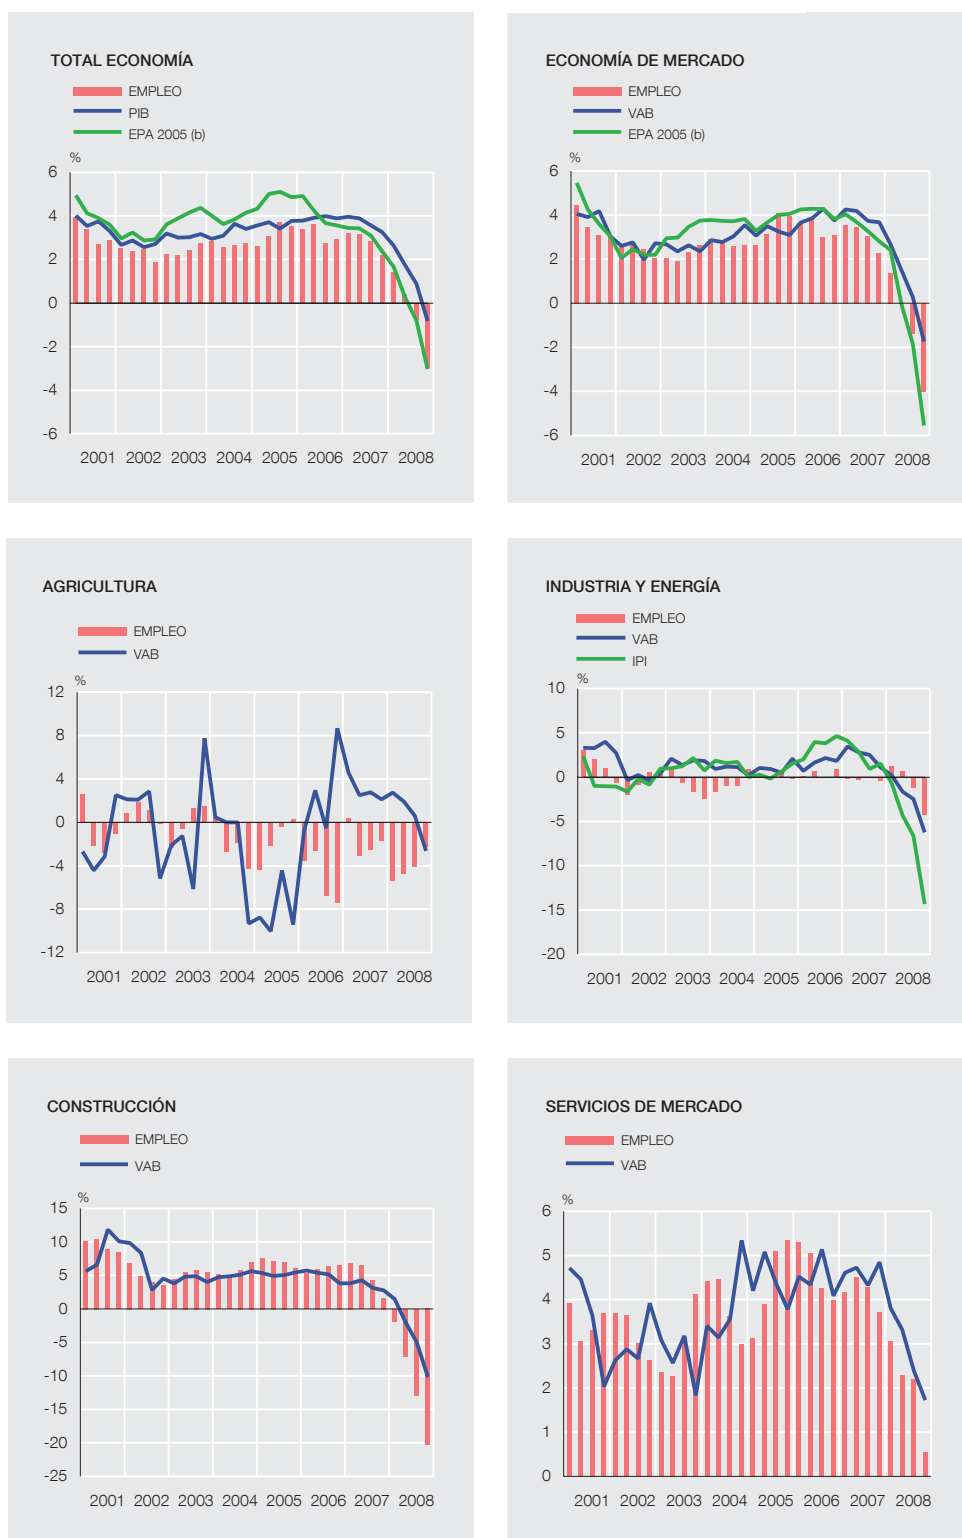 TOTAL ECONOMÍA
EMPLEO
PIB
EPA 2005 (b)
%
6
4
2
0
-2
-4
-6
2001 2002 2003 2004 2005 2006 2007 2008
ECONOMÍA DE MERCADO
EMPLEO
VAB
EPA 2005 (b)
%
6
4
2
0
-2
-4
-6
2001 2002 2003 2004 2005 2006 2007 2008
AGRICULTURA
EMPLEO
VAB
%
12
8
4
0
-4
-8
-12
2001 2002 2003 2004 2005 2006 2007 2008
INDUSTRIA Y ENERGÍA
EMPLEO
VAB
IPI
%
10
5
0
-5
-10
-15
-20
2001 2002 2003 2004 2005 2006 2007 2008
CONSTRUCCIÓN
EMPLEO
VAB
%
15
10
5
0
-5
-10
-15
-20
-25
2001 2002 2003 2004 2005 2006 2007 2008
SERVICIOS DE MERCADO
EMPLEO
VAB
%
6
5
4
3
2
1
0
2001 2002 2003 2004 2005 2006 2007 2008